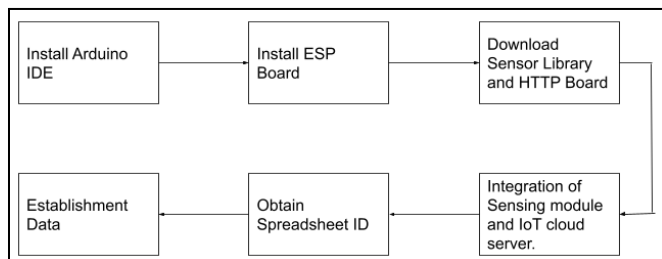 Install Arduino
IDE
Install ESP
Board
Download
Sensor Library
and HTTP Board
Integration of
Sensing module
and IoT cloud
server.
Obtain
Spreadsheet ID
Establishment
Data